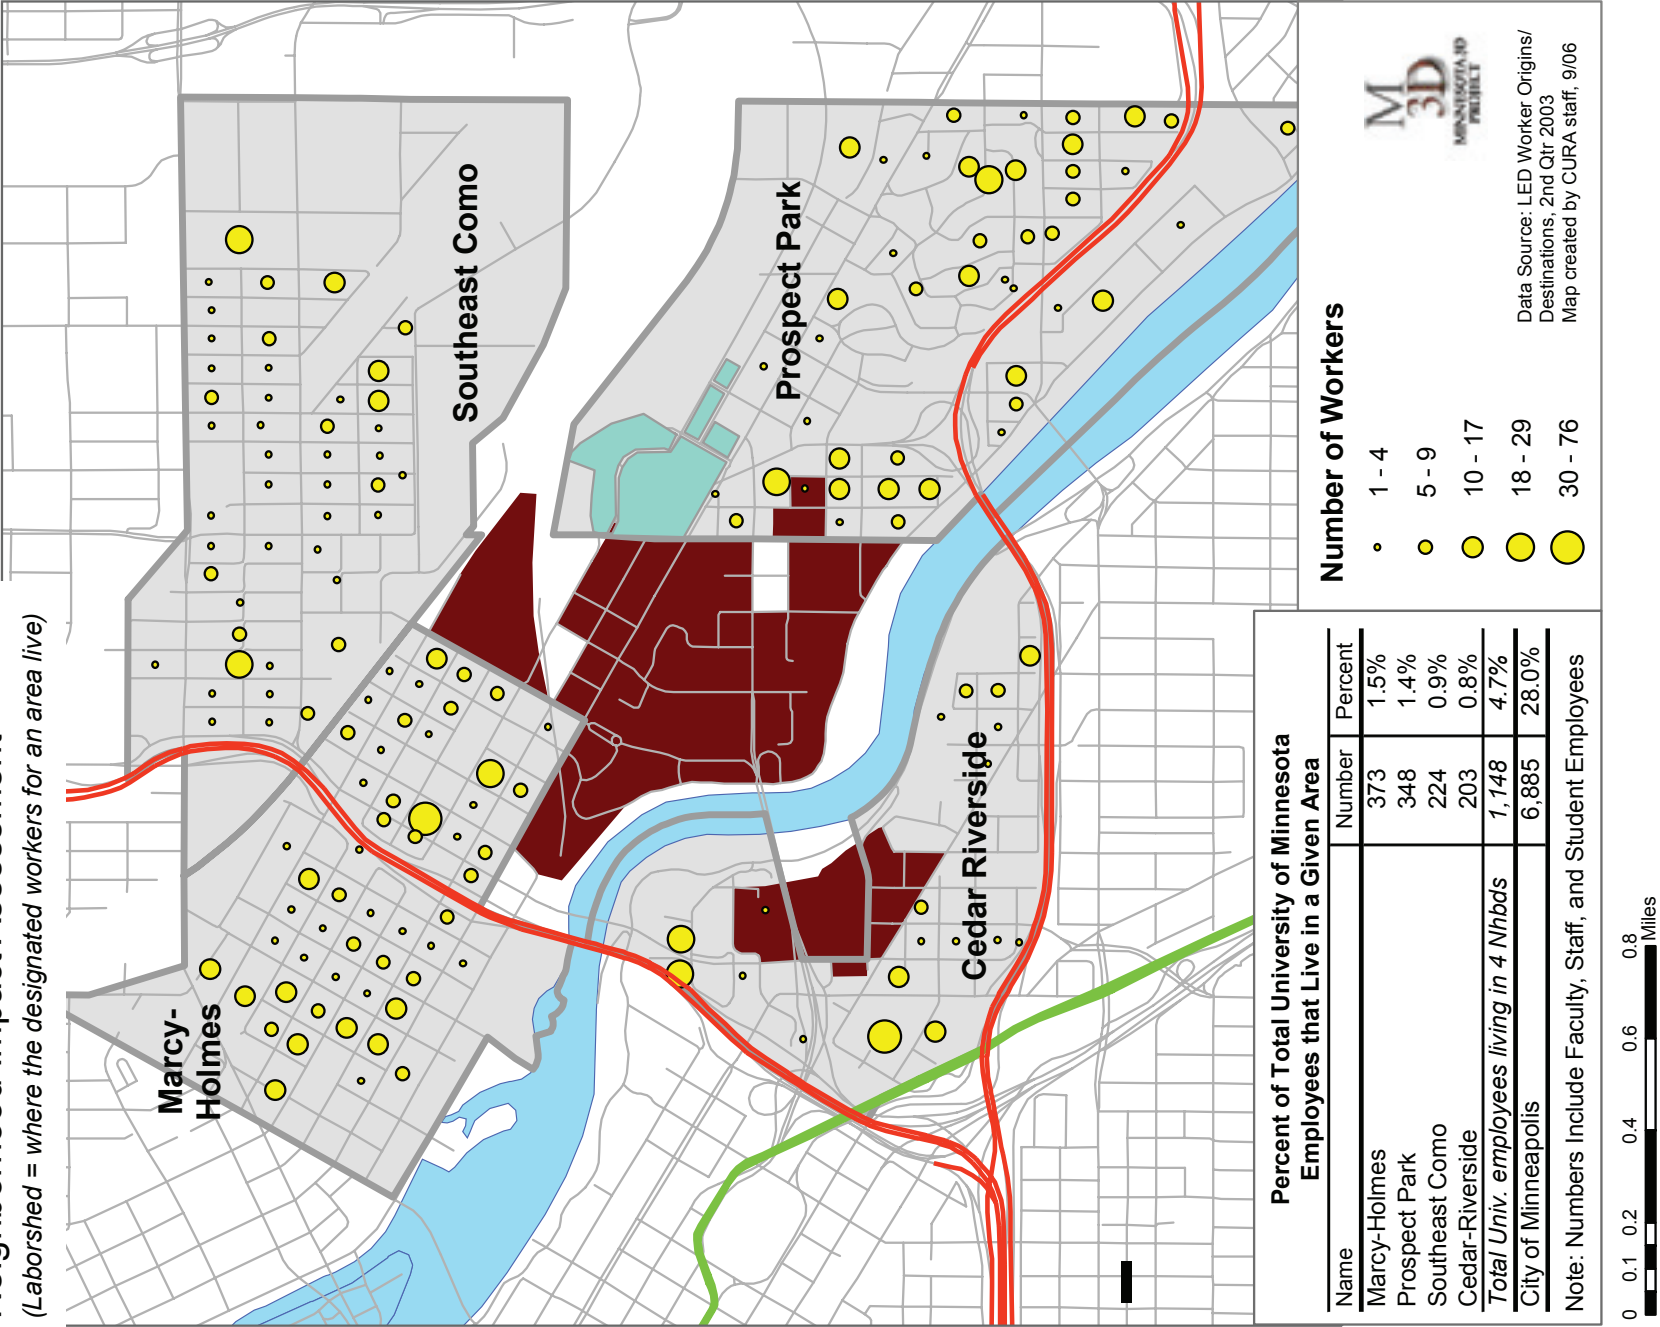 (Laborshed = where the designated workers for an area live)
Southeast Como
Prospect Park
Marcy-
Holmes
Cedar Riverside
Number of Workers
1 - 4
5 - 9
10 - 17
18 - 29
30 - 76
M
3D
MINNESOTA 3D
PROJECT
Data Source: LED Worker Origins/
Destinations, 2nd Qtr 2003
Map created by CURA staff, 9/06
Percent of Total University of Minnesota
Employees that Live in a Given Area
Name Number Percent
Marcy-Holmes 373 1.5%
Prospect Park 348 1.4%
Southeast Como 224 0.9%
Cedar-Riverside 203 0.8%
Total Univ. employees living in 4 Nhbds 1,148 4.7%
City of Minneapolis 6,885 28.0%
Note: Numbers Include Faculty, Staff, and Student Employees
0 0.1 0.2 0.4 0.6 0.8
Miles